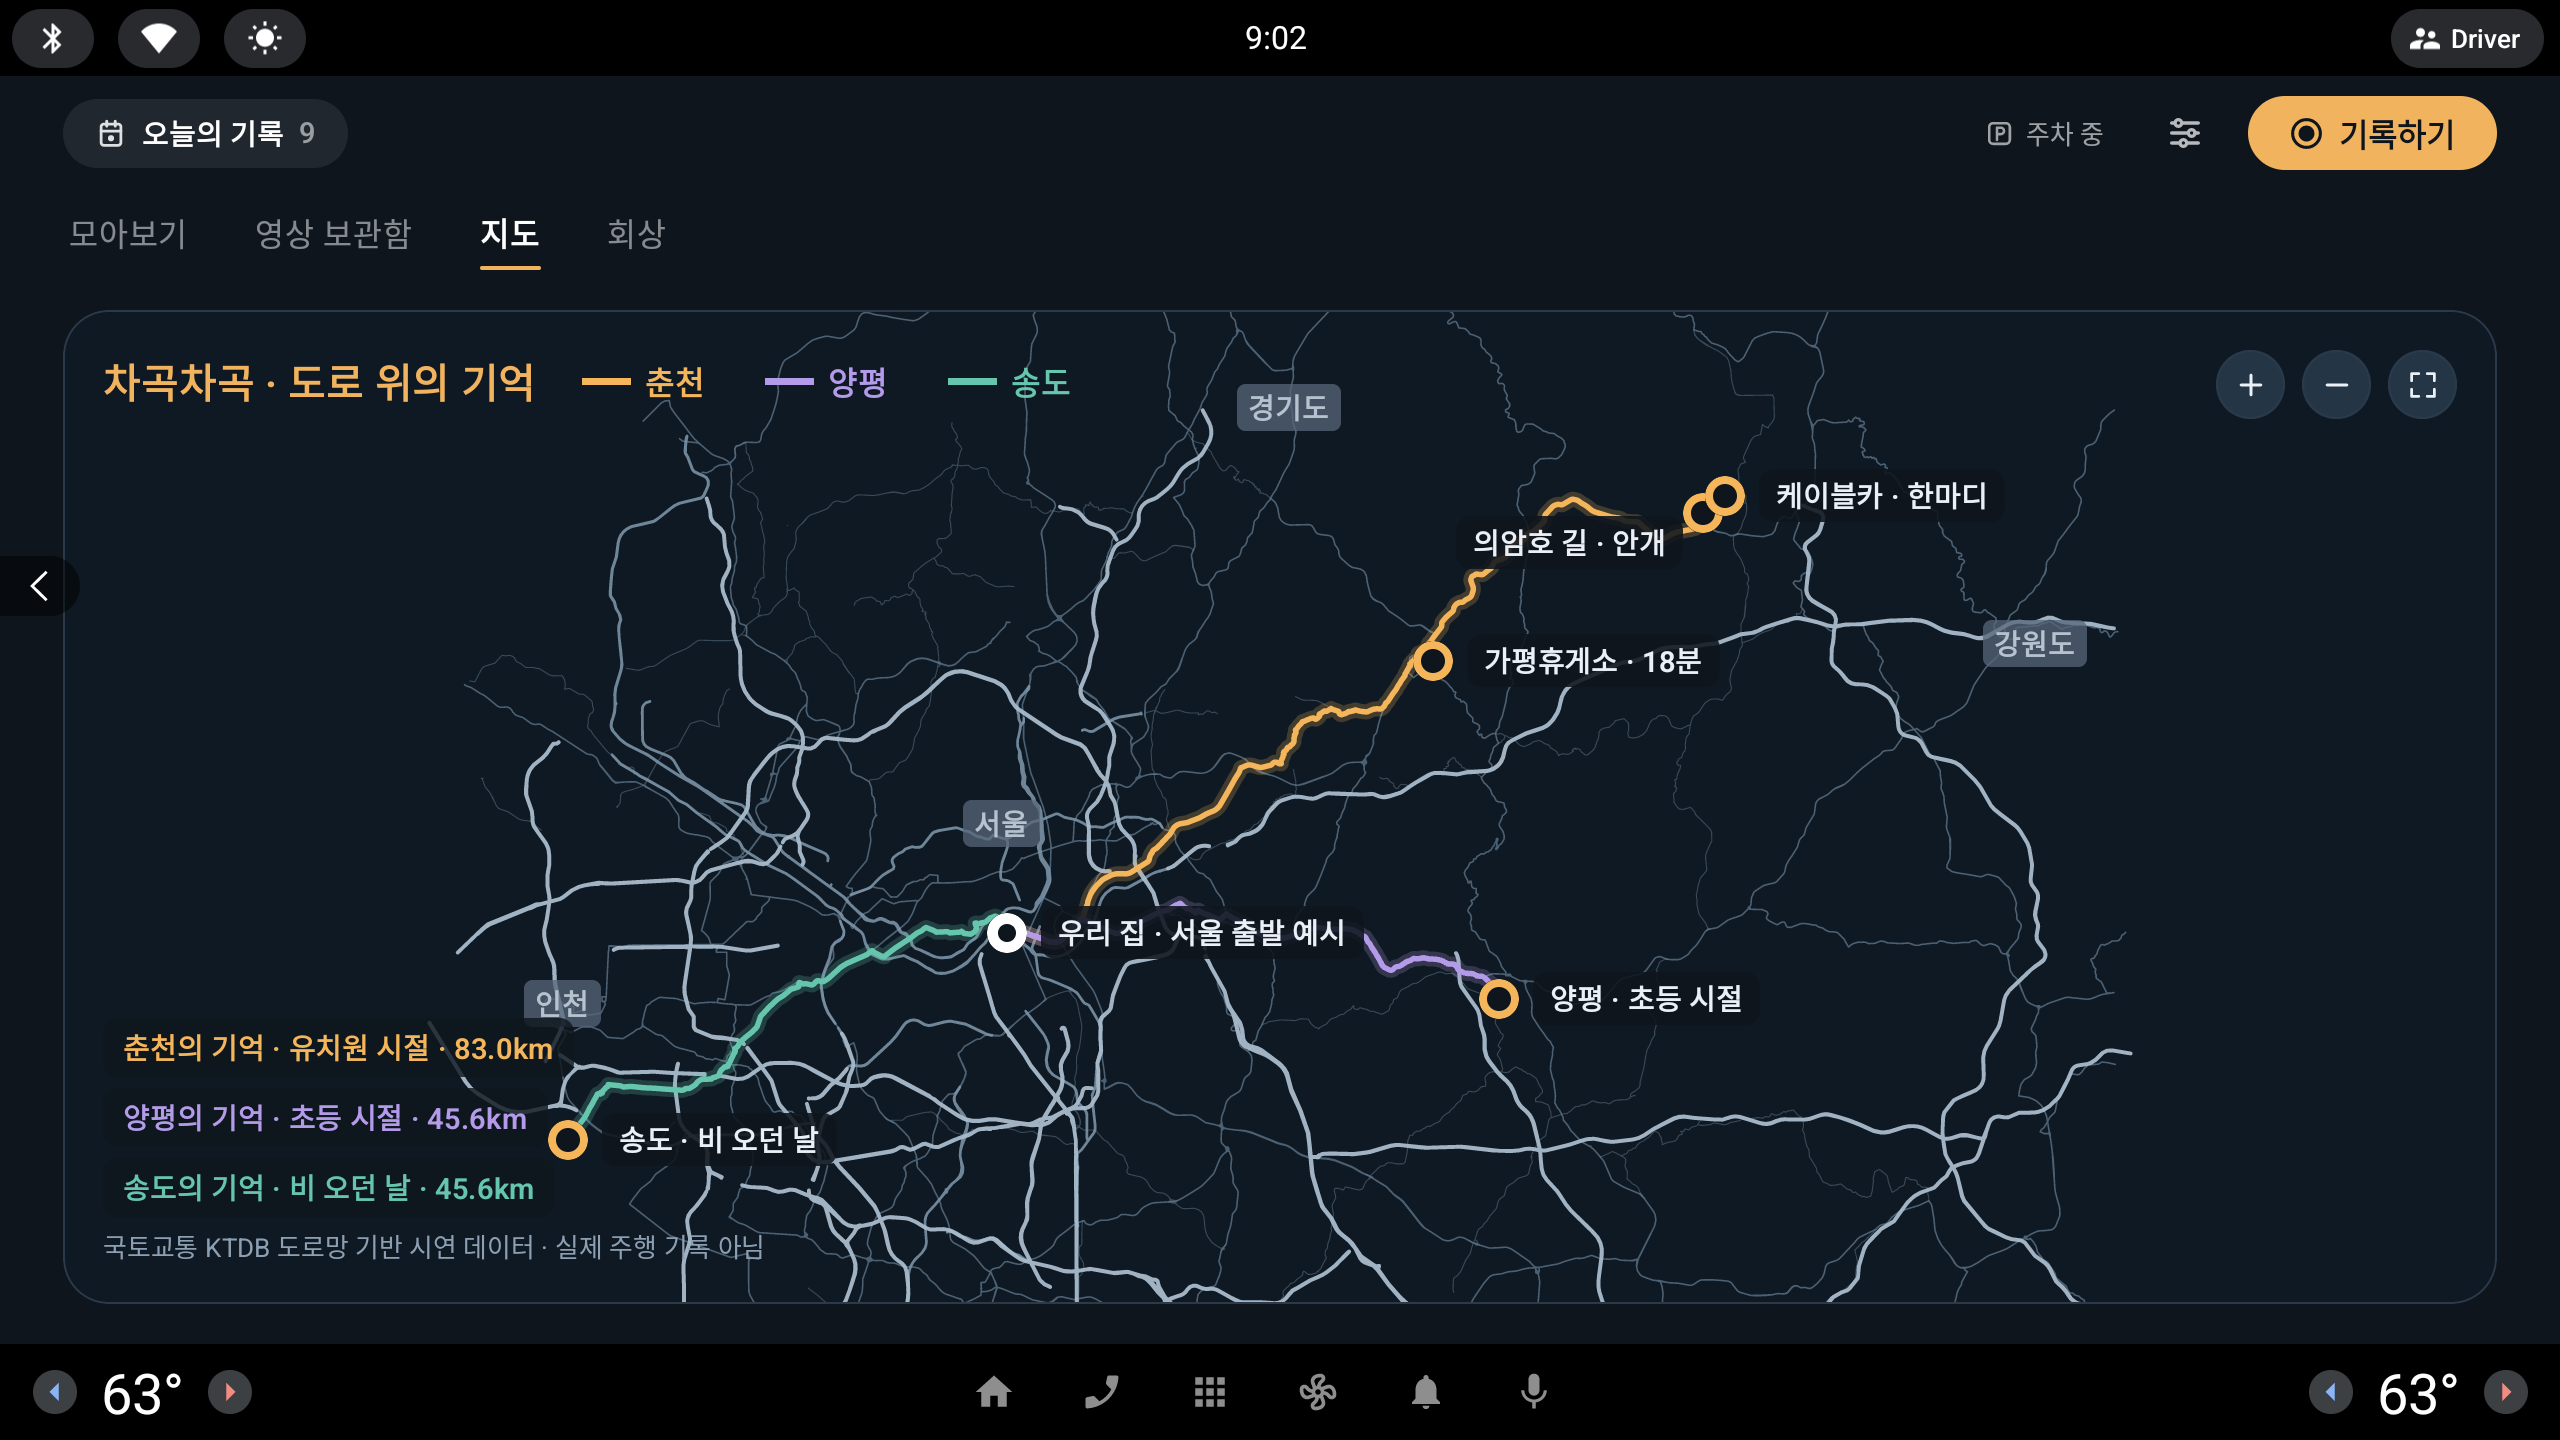 9:02
Driver
오늘의 기록 9
주차 중
기록하기
모아보기
영상 보관함
지도
회상
차곡차곡 · 도로 위의 기억
춘천
양평
송도
경기도
케이블카 · 한마디
의암호 길 · 안개
가평휴게소 · 18분
강원도
서울
우리 집 · 서울 출발 예시
양평 · 초등 시절
인천
춘천의 기억 · 유치원 시절 · 83.0km
양평의 기억 · 초등 시절 · 45.6km
송도 · 비 오던 날
송도의 기억 · 비 오던 날 · 45.6km
국토교통 KTDB 도로망 기반 시연 데이터 · 실제 주행 기록 아님
63°
63°